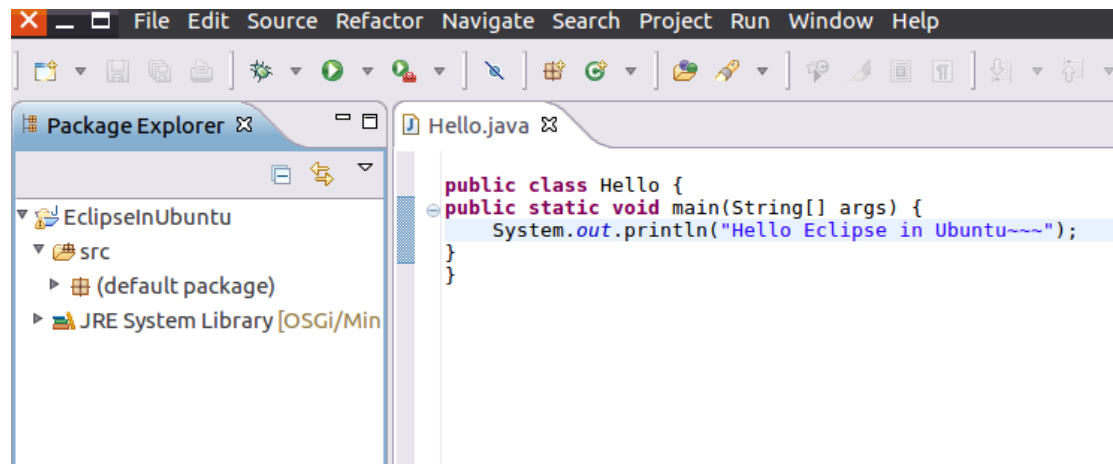 File Edit Source Refactor Navigate Search Project Run Window Help
Package Explorer
EclipseInUbuntu
src
(default package)
JRE System Library [OSGi/Min
Hello.java
public class Hello {
public static void main(String[] args) {
System.out.println("Hello Eclipse in Ubuntu~~~");
}
}